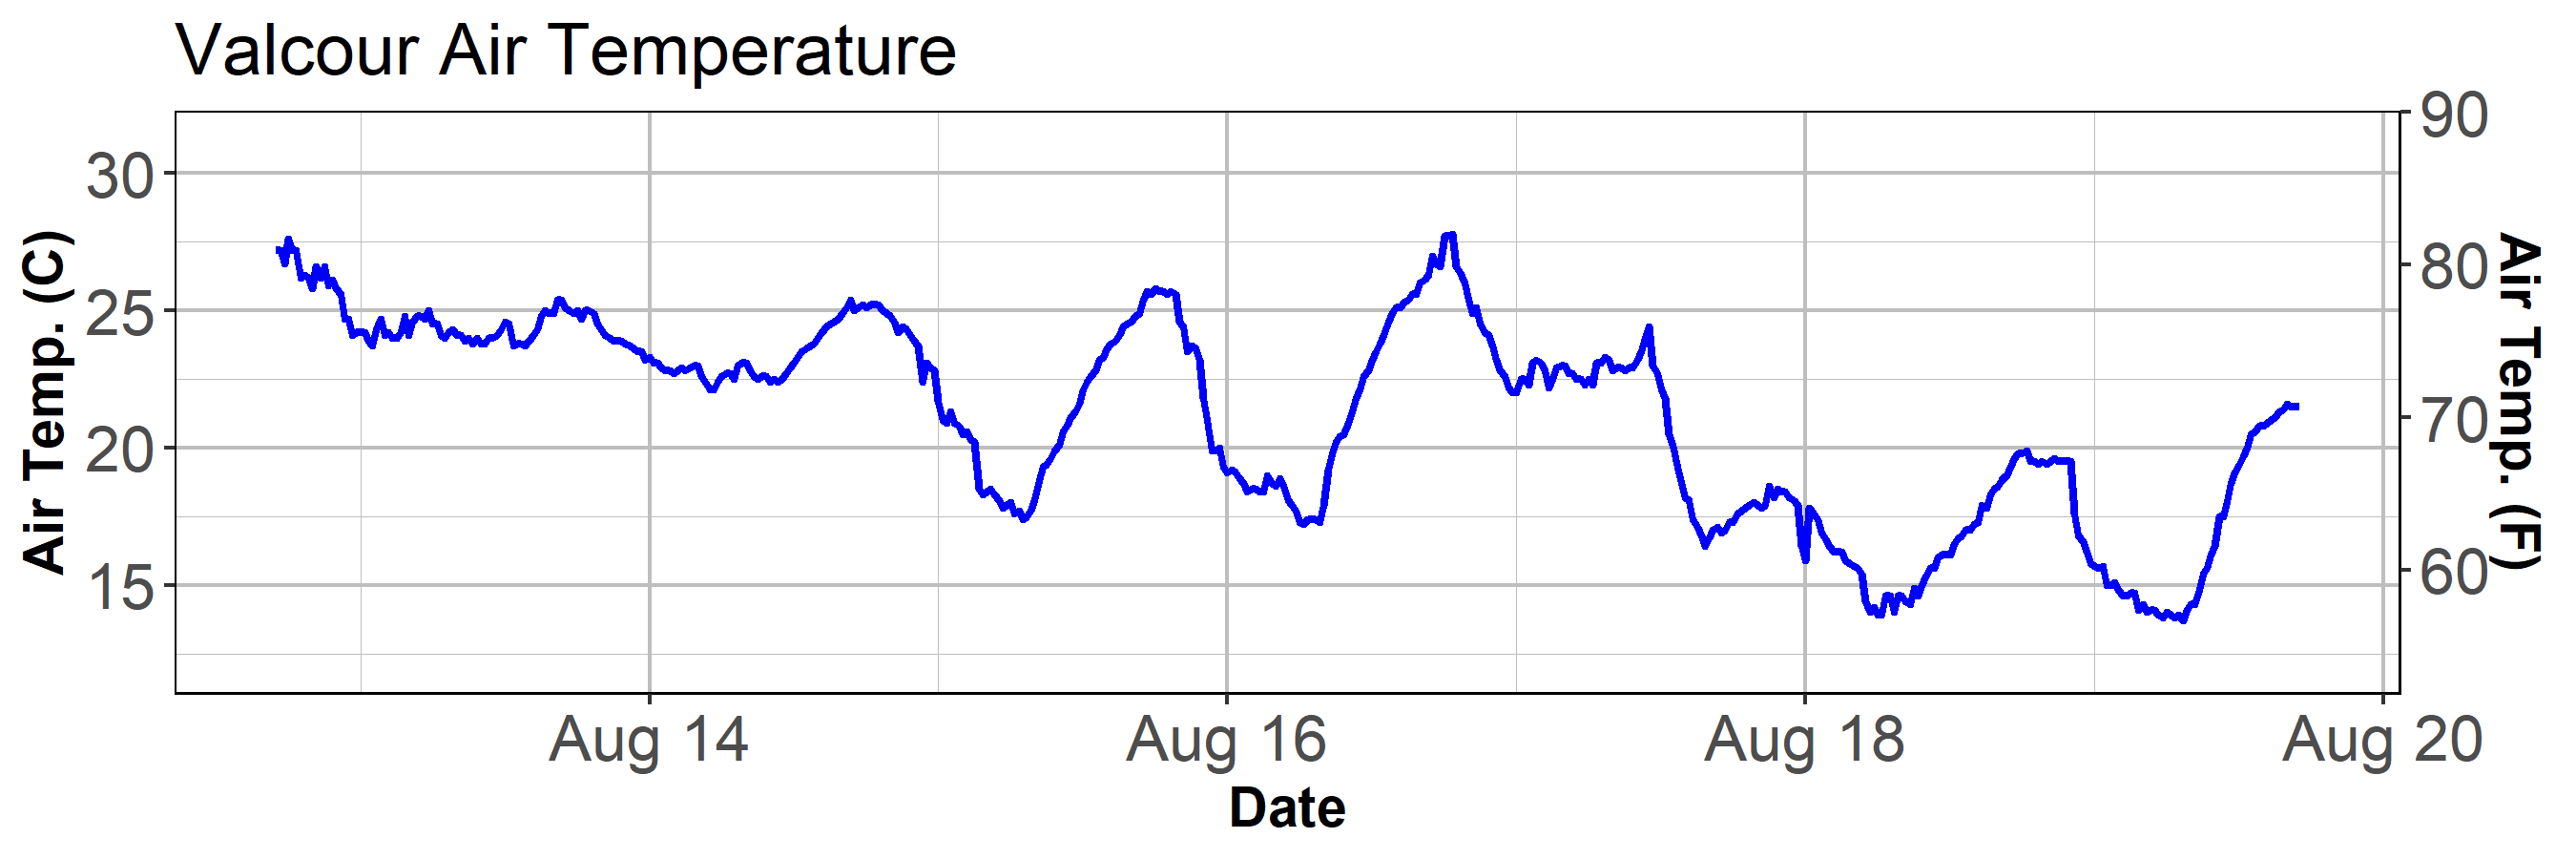 Valcour Air Temperature
Air Temp. (C)
30
25
20
15
90
80
70
60
Air Temp. (F)
Aug 14
Aug 16
Aug 18
Aug 20
Date